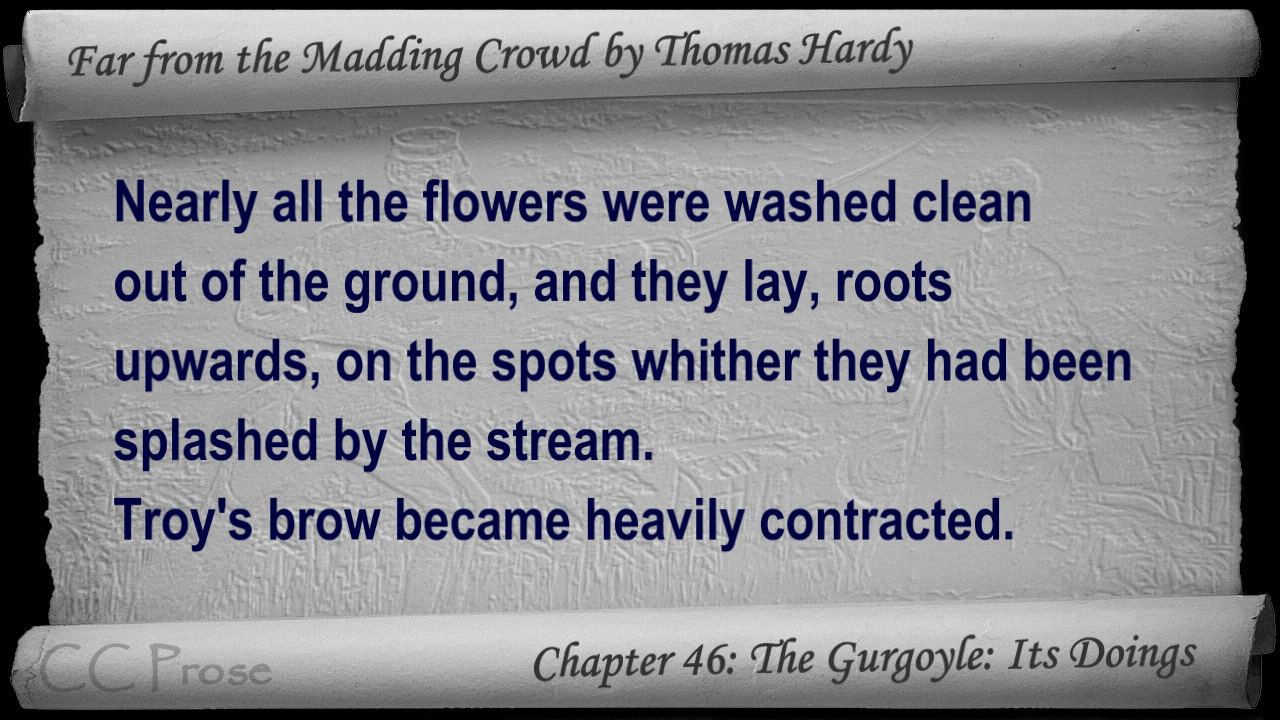 Far from the Madding Crowd by Thomas Hardy
Nearly all the flowers were washed clean
out of the ground, and they lay, roots
upwards, on the spots whither they had been
splashed by the stream.
Troy's brow became heavily contracted.
CC Prose
Chapter 46: The Gurgoyle: Its Doings